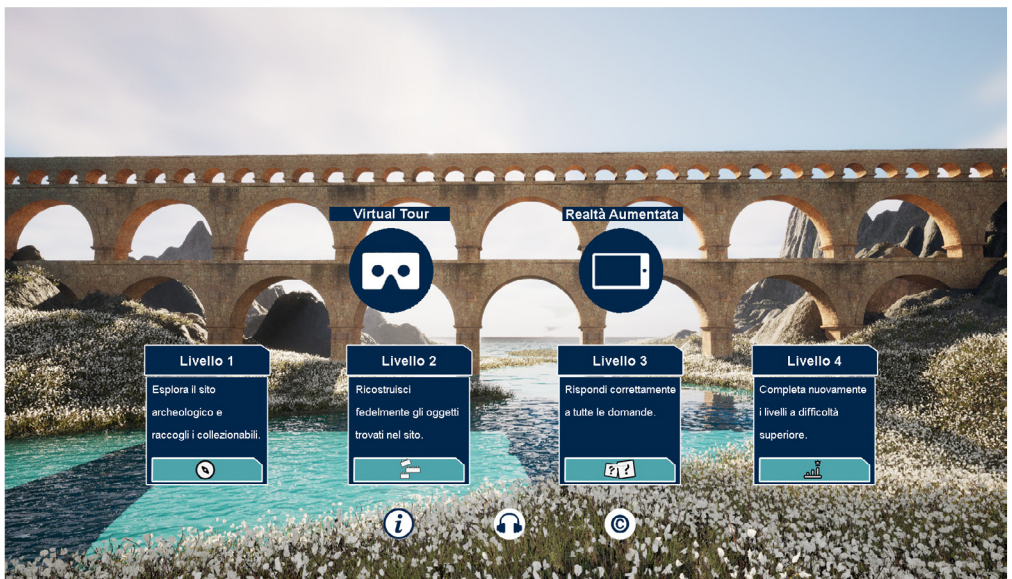 Virtual Tour
Realtà Aumentata
Livello 1
Esplora il sito
archeologico e
raccogli i collezionabili.
Livello 2
Ricostruisci
fedelmente gli oggetti
trovati nel sito.
Livello 3
Rispondi correttamente
a tutte le domande.
? ?
Livello 4
Completa nuovamente
i livelli a difficoltà
superiore.
i
©